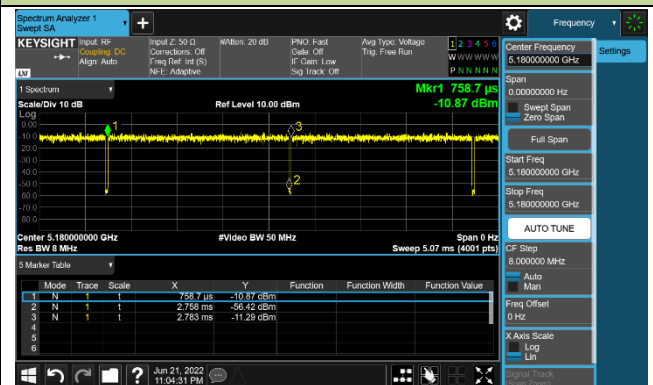 Spectrum Analyzer 1
Swept SA
Frequency
KEYSIGHT
Input: RF
Coupling: DC
Align: Auto
Input Z: 50 Ω
Corrections: Off
Freq Ref: Int (S)
NFE: Adaptive
#Atten: 20 dB
PNO: Fast
Gate: Off
IF Gain: Low
Sig Track: Off
Avg Type: Voltage
Trig: Free Run
1 2 3 4 5 6
W W W W W W
P N N N N N
LXI
Center Frequency
5.180000000 GHz
Settings
Span
0.00000000 Hz
Swept Span
Zero Span
Full Span
Start Freq
5.180000000 GHz
Stop Freq
5.180000000 GHz
AUTO TUNE
CF Step
8.000000 MHz
Auto
Man
Freq Offset
0 Hz
X Axis Scale
Log
Lin
Signal Track
(Span Zoom)
1 Spectrum
Mkr1 758.7 µs
Scale/Div 10 dB
Ref Level 10.00 dBm
-10.87 dBm
Log
0.00
-10.0
-20.0
-30.0
-40.0
-50.0
-60.0
-70.0
-80.0
1
3
2
Center 5.180000000 GHz
#Video BW 50 MHz
Span 0 Hz
Res BW 8 MHz
Sweep 5.07 ms (4001 pts)
5 Marker Table
Mode Trace Scale X Y Function Function Width Function Value
1 N 1 t 758.7 µs -10.87 dBm
2 N 1 t 2.758 ms -56.42 dBm
3 N 1 t 2.783 ms -11.29 dBm
4
5
6
?
Jun 21, 2022
11:04:31 PM